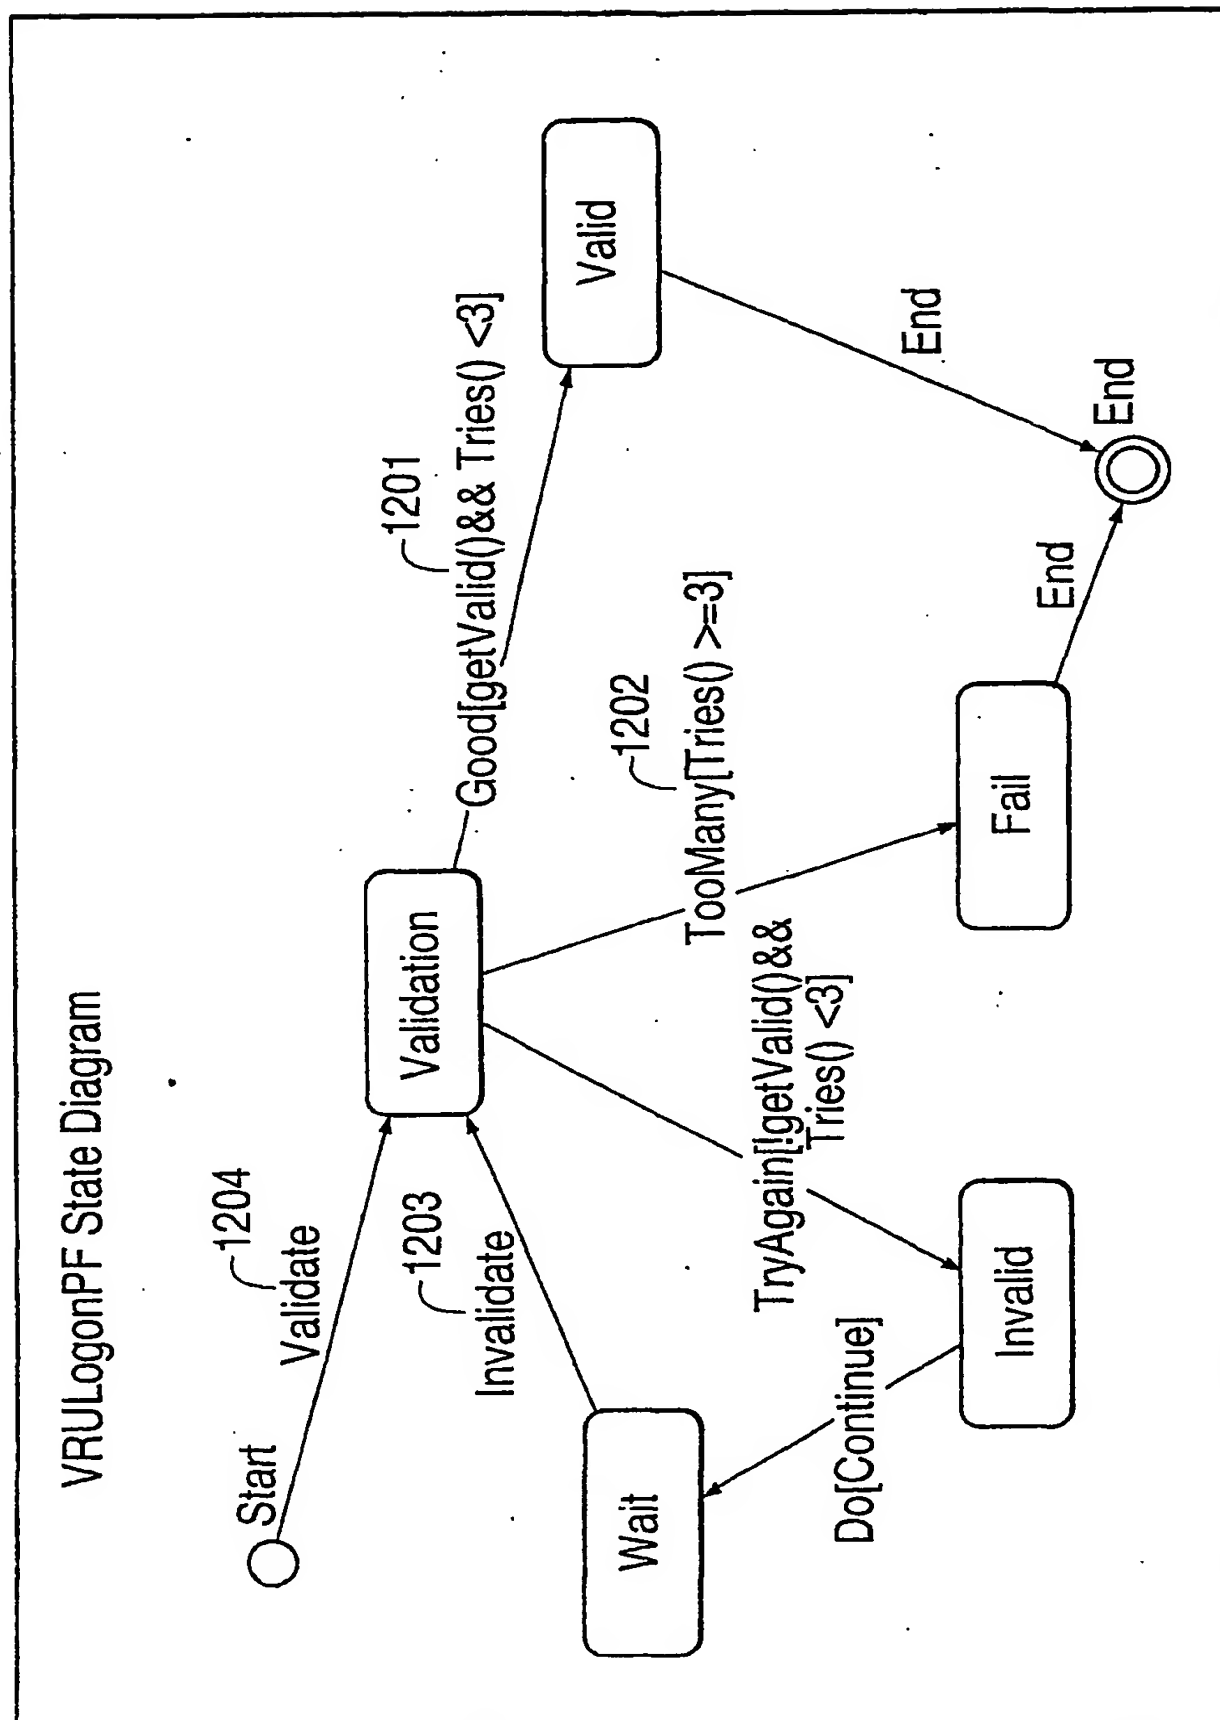 VRULogonPF State Diagram
Start
1204
Validate
Validation
1201
Good[getValid()&& Tries() <3]
Valid
1203
Invalidate
1202
TooMany[Tries() >=3]
Wait
TryAgain[!getValid()&&
Tries() <3]
Do[Continue]
Invalid
Fail
End
End
End